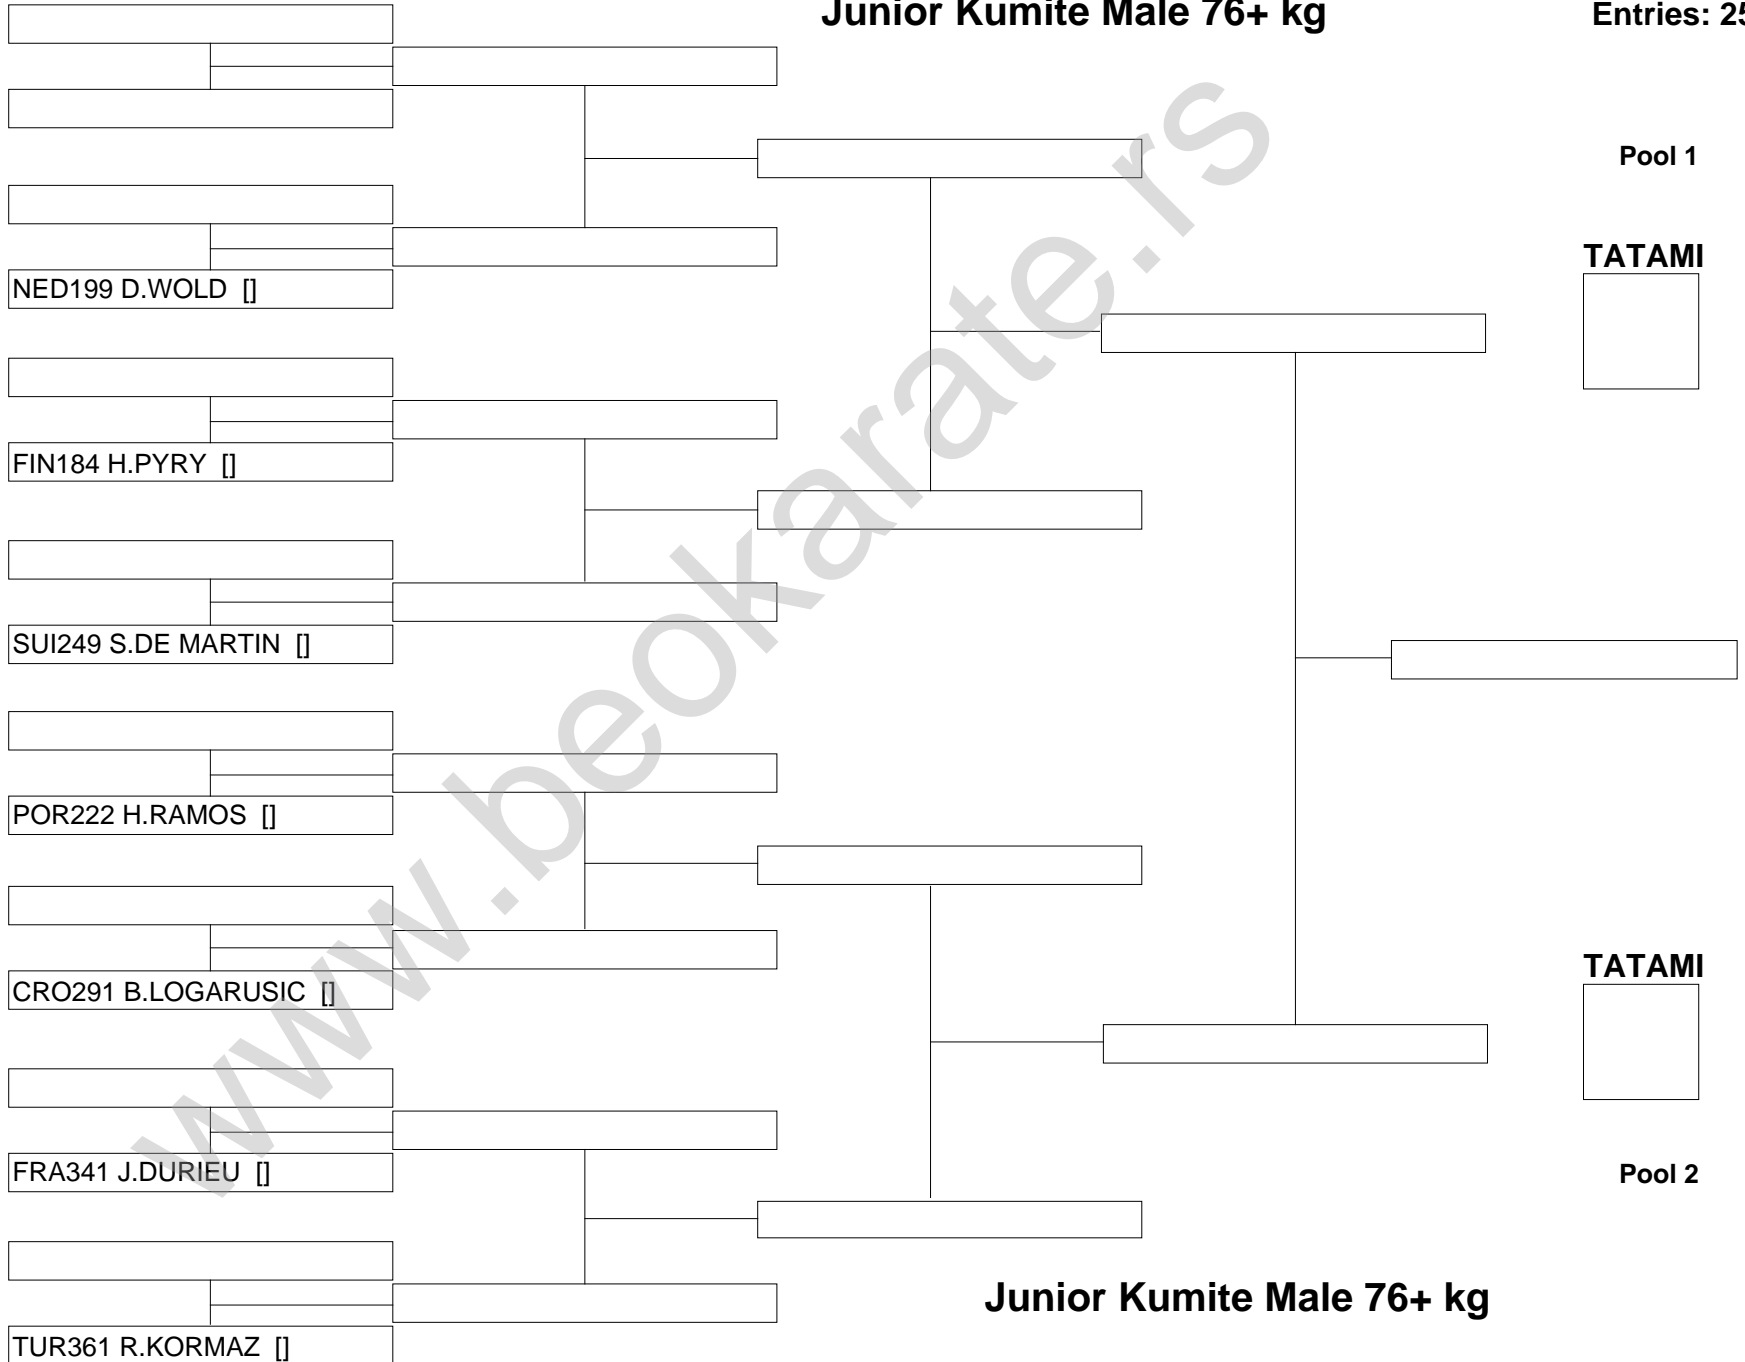 Junior Kumite Male 76+ kg
Entries: 25
Pool 1
TATAMI
NED199 D.WOLD []
FIN184 H.PYRY []
SUI249 S.DE MARTIN []
POR222 H.RAMOS []
CRO291 B.LOGARUSIC []
TATAMI
FRA341 J.DURIEU []
Pool 2
Junior Kumite Male 76+ kg
TUR361 R.KORMAZ []
www.beokarate.rs